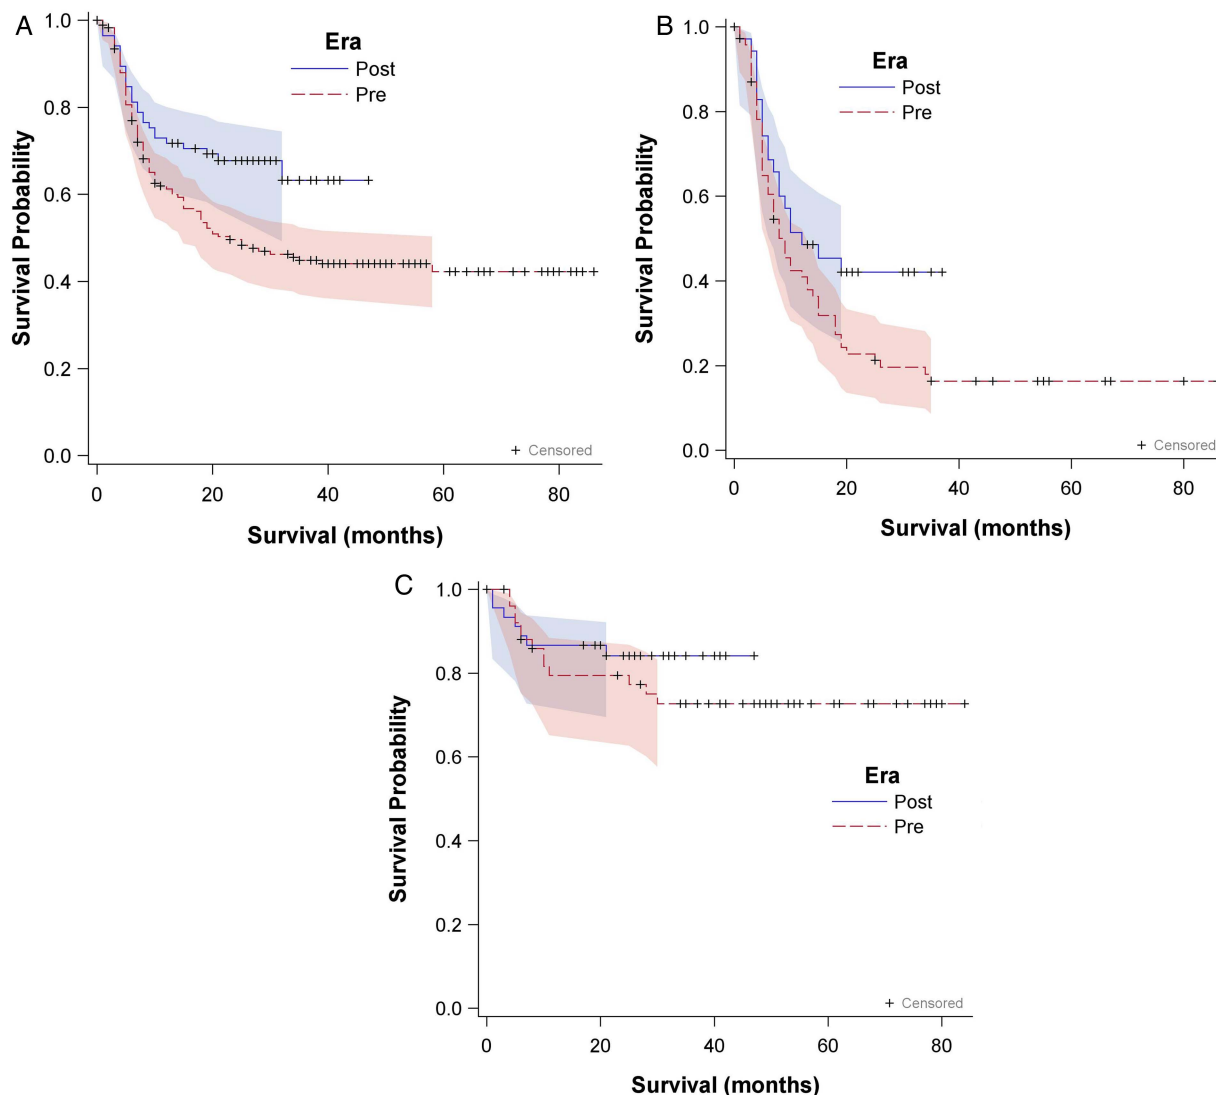 A
Era
Post
Pre
Survival Probability
1.0
0.8
0.6
0.4
0.2
0.0
+ Censored
0 20 40 60 80
Survival (months)
B
Era
Post
Pre
Survival Probability
1.0
0.8
0.6
0.4
0.2
0.0
+ Censored
0 20 40 60 80
Survival (months)
C
Survival Probability
1.0
0.8
0.6
0.4
0.2
0.0
Era
Post
Pre
+ Censored
0 20 40 60 80
Survival (months)